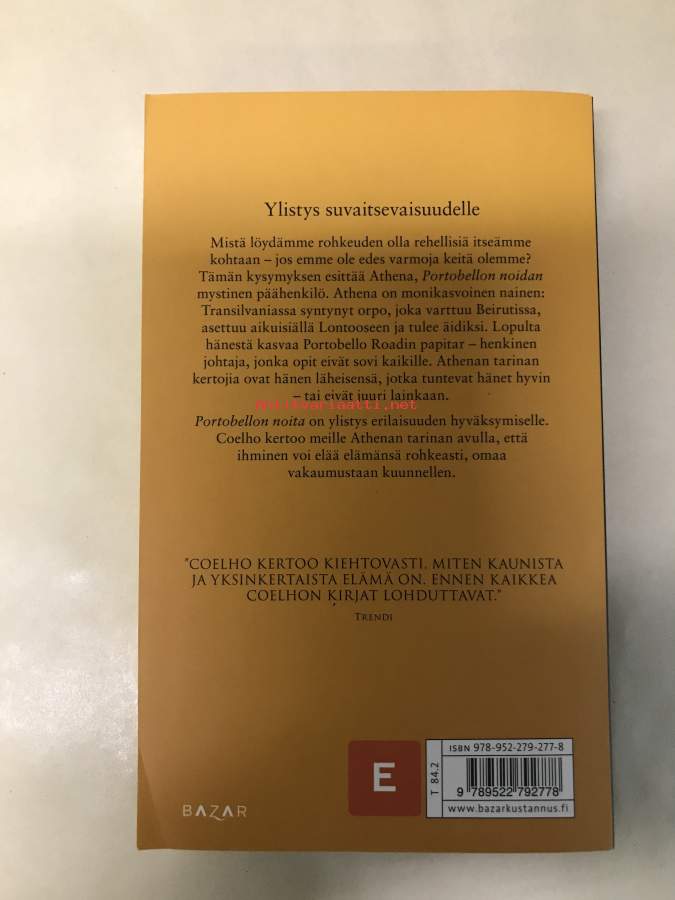 Ylistys suvaitsevaisuudelle
Mistä löydämme rohkeuden olla rehellisiä itseämme
kohtaan – jos emme ole edes varmoja keitä olemme?
Tämän kysymyksen esittää Athena, Portobellon noidan
mystinen päähenkilö. Athena on monikasvoinen nainen:
Transilvaniassa syntynyt orpo, joka varttuu Beirutissa,
asettuu aikuisiällä Lontooseen ja tulee äidiksi. Lopulta
hänestä kasvaa Portobello Roadin papitar – henkinen
johtaja, jonka opit eivät sovi kaikille. Athenan tarinan
kertojia ovat hänen läheisensä, jotka tuntevat hänet hyvin
– tai eivät juuri lainkaan.
antikvariaatti.net
Portobellon noita on ylistys erilaisuuden hyväksymiselle.
Coelho kertoo meille Athenan tarinan avulla, että
ihminen voi elää elämänsä rohkeasti, omaa
vakaumustaan kuunnellen.
"COELHO KERTOO KIEHTOVASTI, MITEN KAUNISTA
JA YKSINKERTAISTA ELÄMÄ ON. ENNEN KAIKKEA
COELHON KIRJAT LOHDUTTAVAT."
TRENDI
BAZAR
E
T 84.2
ISBN 978-952-279-277-8
9 789522 792778
www.bazarkustannus.fi